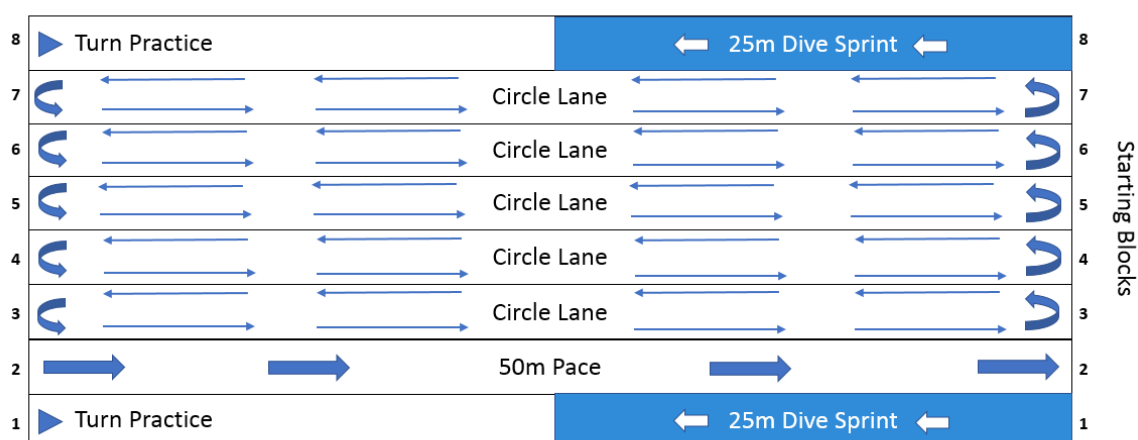 8 Turn Practice 25m Dive Sprint 8
7 Circle Lane 7
6 Circle Lane 6
5 Circle Lane 5
4 Circle Lane 4
3 Circle Lane 3
2 50m Pace 2
1 Turn Practice 25m Dive Sprint 1
Starting Blocks